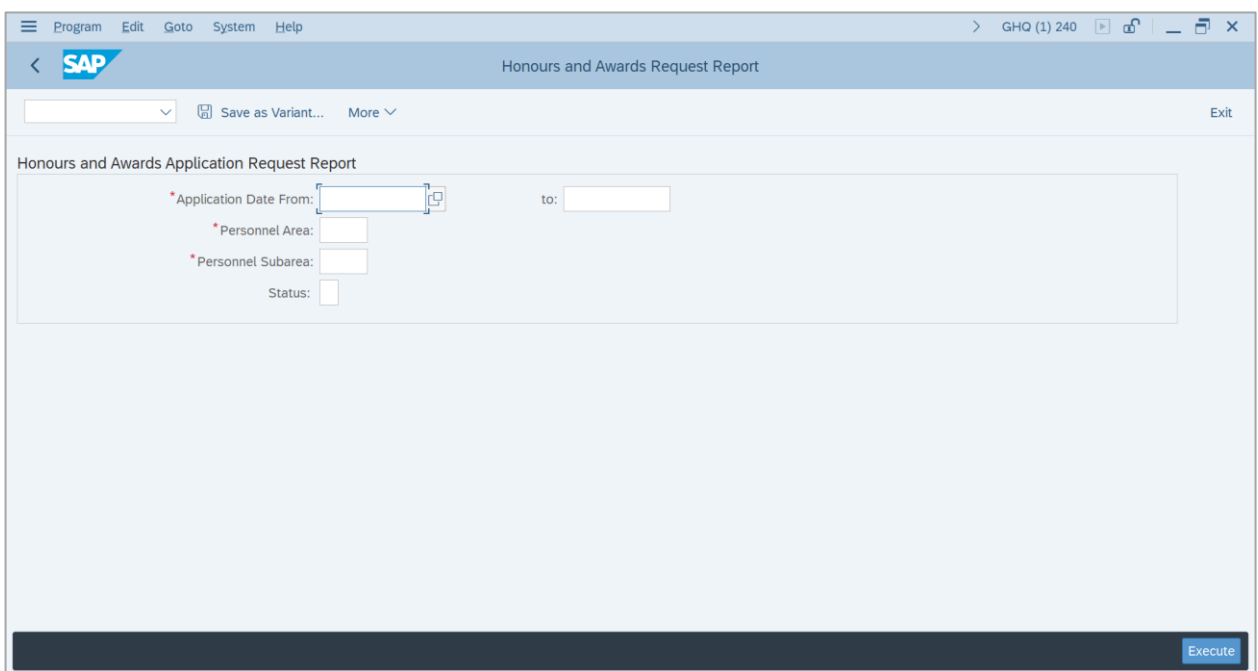 Program Edit Goto System Help GHQ (1) 240
SAP Honours and Awards Request Report
Save as Variant... More Exit
Honours and Awards Application Request Report
*Application Date From: to:
*Personnel Area:
*Personnel Subarea:
Status:
Execute